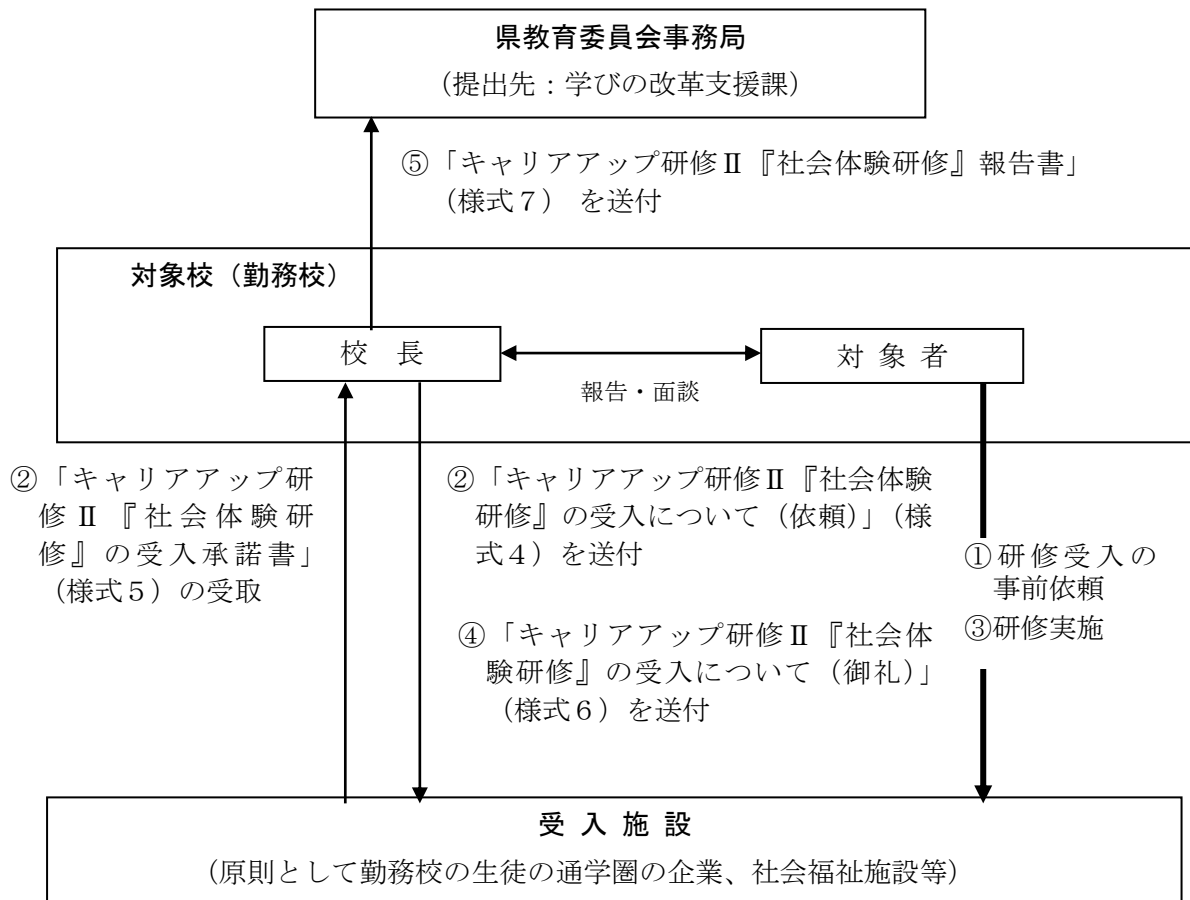 県教育委員会事務局
（提出先：学びの改革支援課）
⑤「キャリアアップ研修Ⅱ『社会体験研修』報告書」
（様式７） を送付
対象校（勤務校）
校 長
対 象 者
報告・面談
②「キャリアアップ研
修Ⅱ『社会体験研
修』の受入承諾書」
（様式５）の受取
②「キャリアアップ研修Ⅱ『社会体験
研修』の受入について（依頼）」（様
式４）を送付
①研修受入の
事前依頼
③研修実施
④「キャリアアップ研修Ⅱ『社会体
験研修』の受入について（御礼）」
（様式６）を送付
受 入 施 設
（原則として勤務校の生徒の通学圏の企業、社会福祉施設等）